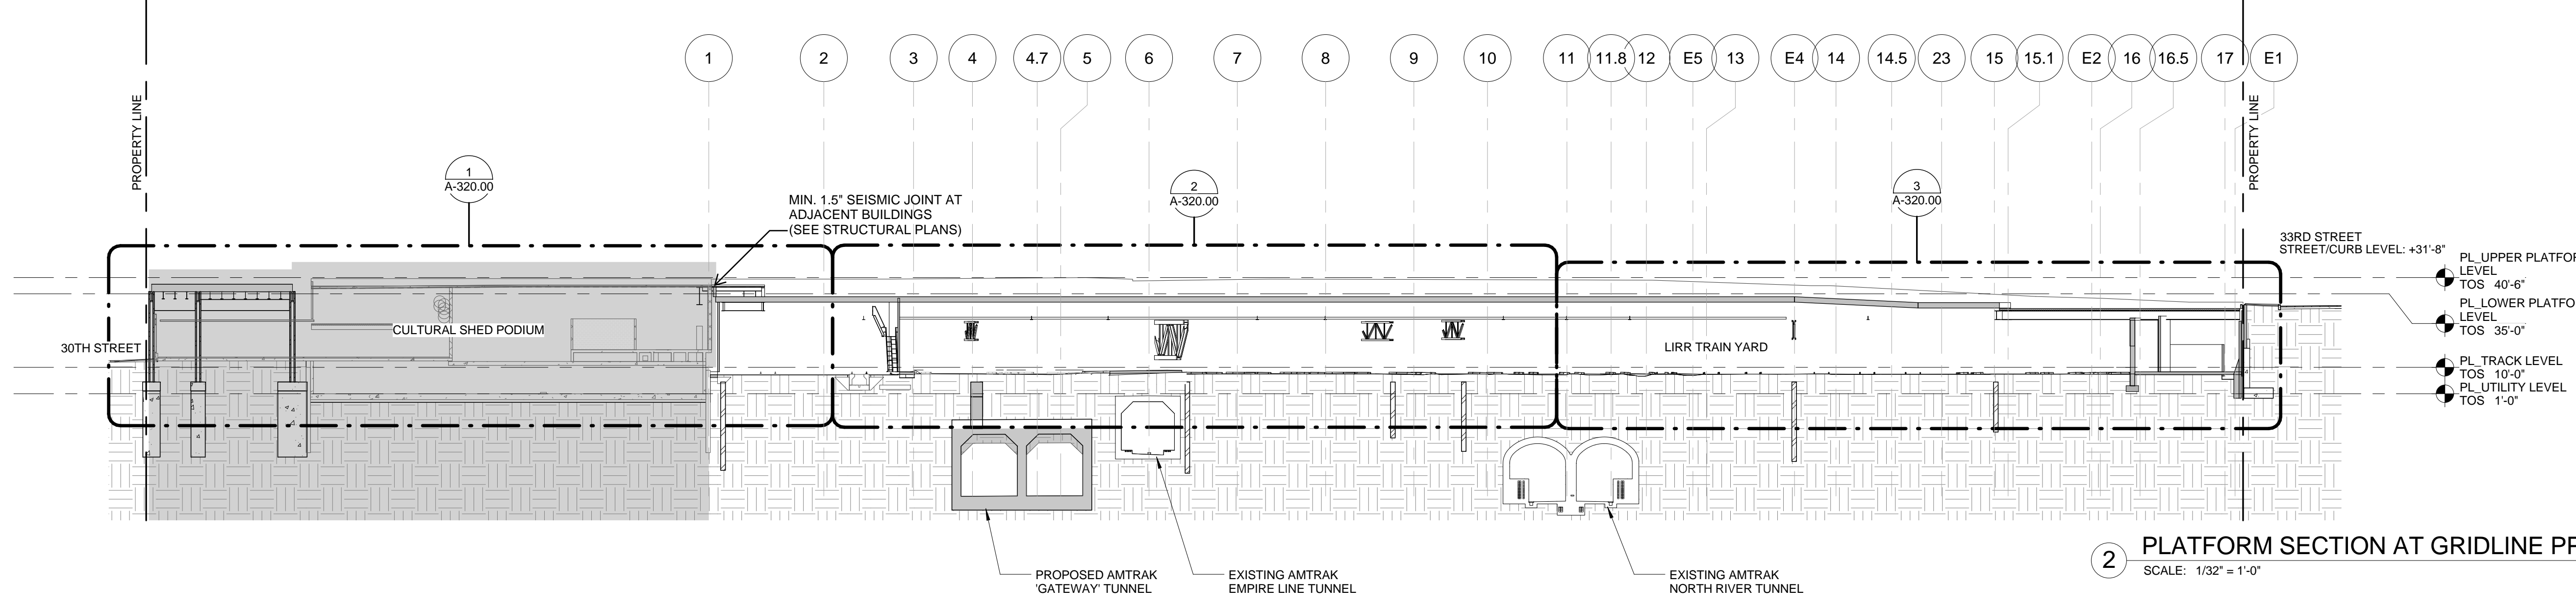 1
2
3
4
4.7
5
6
7
8
9
10
11
11.8
12
E5
13
E4
14
14.5
23
15
15.1
E2
16
16.5
17
E1
PROPERTY LINE
PROPERTY LINE
1
A-320.00
2
A-320.00
3
A-320.00
MIN. 1.5" SEISMIC JOINT AT
ADJACENT BUILDINGS
(SEE STRUCTURAL PLANS)
33RD STREET
STREET/CURB LEVEL: +31'-8"
PL_UPPER PLATFOR
LEVEL
TOS 40'-6"
PL_LOWER PLATFO
LEVEL
TOS 35'-0"
PL_TRACK LEVEL
TOS 10'-0"
PL_UTILITY LEVEL
TOS 1'-0"
30TH STREET
CULTURAL SHED PODIUM
LIRR TRAIN YARD
PROPOSED AMTRAK
'GATEWAY' TUNNEL
EXISTING AMTRAK
EMPIRE LINE TUNNEL
EXISTING AMTRAK
NORTH RIVER TUNNEL
2
PLATFORM SECTION AT GRIDLINE
SCALE: 1/32" = 1'-0"